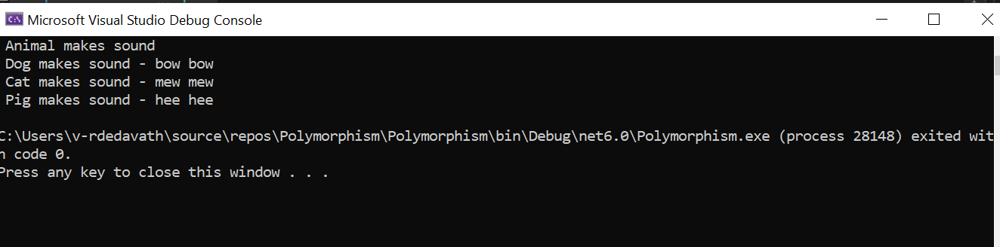 Microsoft Visual Studio Debug Console
Animal makes sound
Dog makes sound - bow bow
Cat makes sound - mew mew
Pig makes sound - hee hee
C:\Users\v-rdedavath\source\repos\Polymorphism\Polymorphism\bin\Debug\net6.0\Polymorphism.exe (process 28148) exited wit
h code 0.
Press any key to close this window . . .